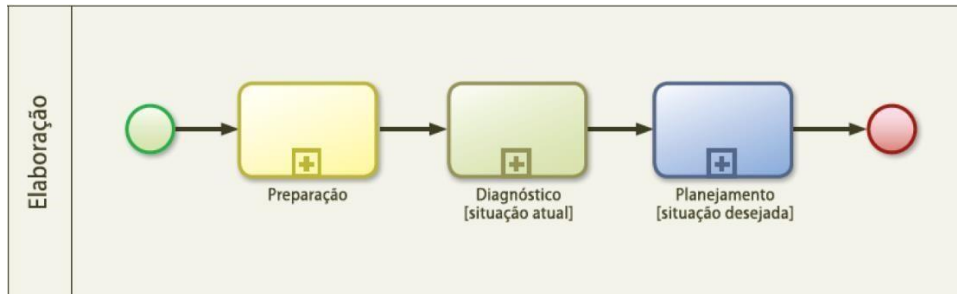 Elaboração
Preparação
Diagnóstico
[situação atual]
Planejamento
[situação desejada]